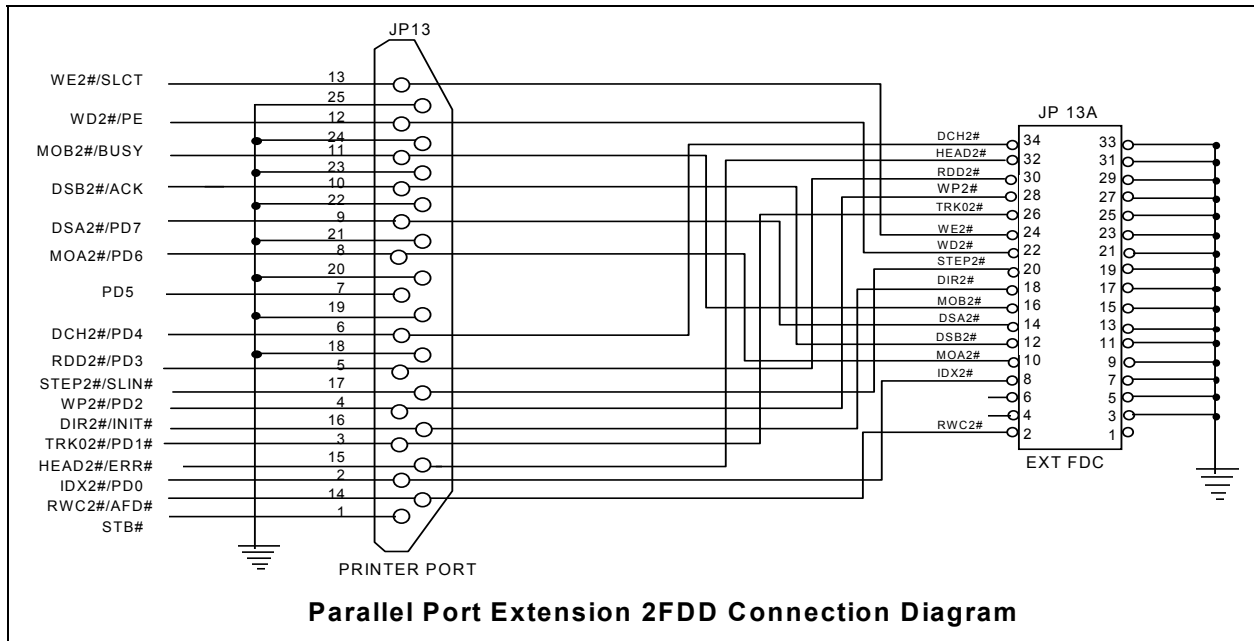 JP13
WE2#/SLCT
WD2#/PE
MOB2#/BUSY
DSB2#/ACK
DSA2#/PD7
MOA2#/PD6
PD5
DCH2#/PD4
RDD2#/PD3
STEP2#/SLIN#
WP2#/PD2
DIR2#/INIT#
TRK02#/PD1#
HEAD2#/ERR#
IDX2#/PD0
RWC2#/AFD#
STB#
13
25
12
24
11
23
10
22
9
21
8
20
7
19
6
18
5
17
4
16
3
15
2
14
1
PRINTER PORT
JP 13A
DCH2#
HEAD2#
RDD2#
WP2#
TRK02#
WE2#
WD2#
STEP2#
DIR2#
MOB2#
DSA2#
DSB2#
MOA2#
IDX2#
RWC2#
34 33
32 31
30 29
28 27
26 25
24 23
22 21
20 19
18 17
16 15
14 13
12 11
10 9
8 7
6 5
4 3
2 1
EXT FDC
Parallel Port Extension 2FDD Connection Diagram